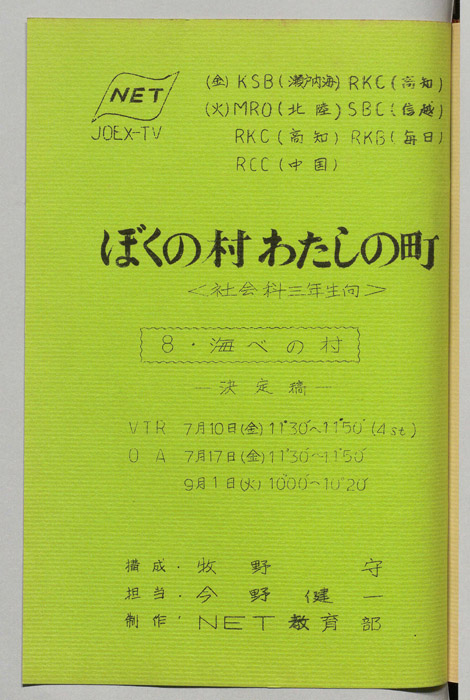 NET
JOEX-TV
(金) KSB (瀬戸内海) RKC (高知)
(火) MRO (北陸) SBC (信越)
RKC (高知) RKB (毎日)
RCC (中国)
ぼくの村わたしの町
<社会科三年生向>
8・海べの村
—決定稿—
VTR 7月10日(金) 11°30'~11°50' (4st)
OA 7月17日(金) 11°30'~11°50'
9月1日(火) 10°00'~10°20'
構成・牧野 守
担当・今野健一
制作・NET教育部